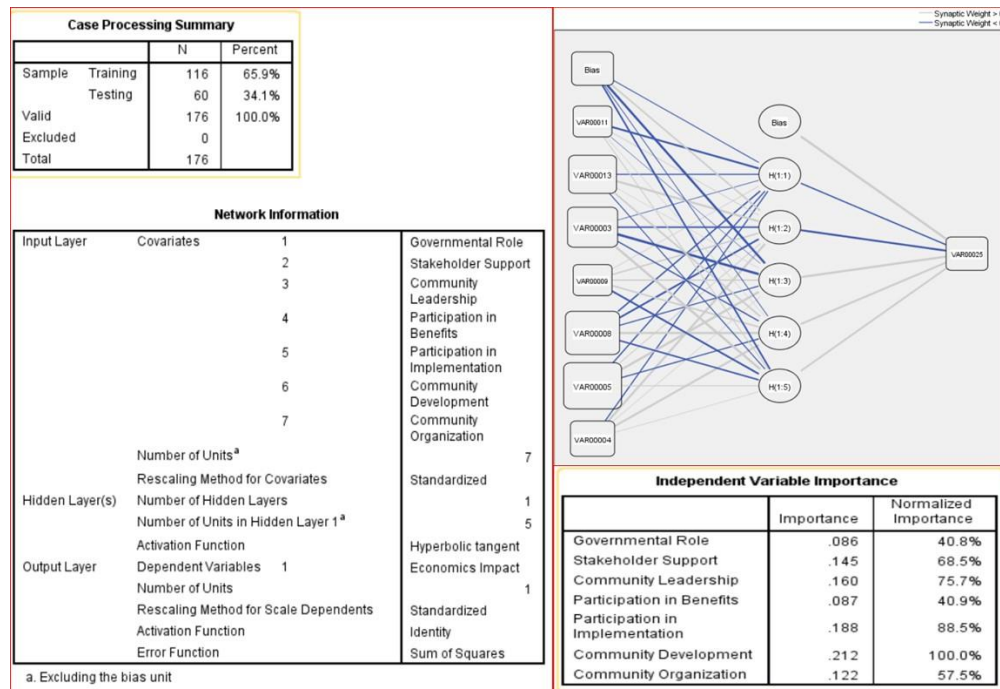 Case Processing Summary
N Percent
Sample Training 116 65.9%
Testing 60 34.1%
Valid 176 100.0%
Excluded 0
Total 176
Network Information
Input Layer Covariates 1 Governmental Role
2 Stakeholder Support
3 Community
Leadership
4 Participation in
Benefits
5 Participation in
Implementation
6 Community
Development
7 Community
Organization
Number of Units a 7
Rescaling Method for Covariates Standardized
Hidden Layer(s) Number of Hidden Layers 1
Number of Units in Hidden Layer 1 a 5
Activation Function Hyperbolic tangent
Output Layer Dependent Variables 1 Economics Impact
Number of Units 1
Rescaling Method for Scale Dependents Standardized
Activation Function Identity
Error Function Sum of Squares
a. Excluding the bias unit
Synaptic Weight >
Synaptic Weight <
Bias
VAR00011
VAR00013
VAR00003
VAR00009
VAR00008
VAR00005
VAR00004
Bias
H(1:1)
H(1:2)
H(1:3)
H(1:4)
H(1:5)
VAR00025
Independent Variable Importance
Normalized
Importance Importance
Governmental Role .086 40.8%
Stakeholder Support .145 68.5%
Community Leadership .160 75.7%
Participation in Benefits .087 40.9%
Participation in
Implementation .188 88.5%
Community Development .212 100.0%
Community Organization .122 57.5%